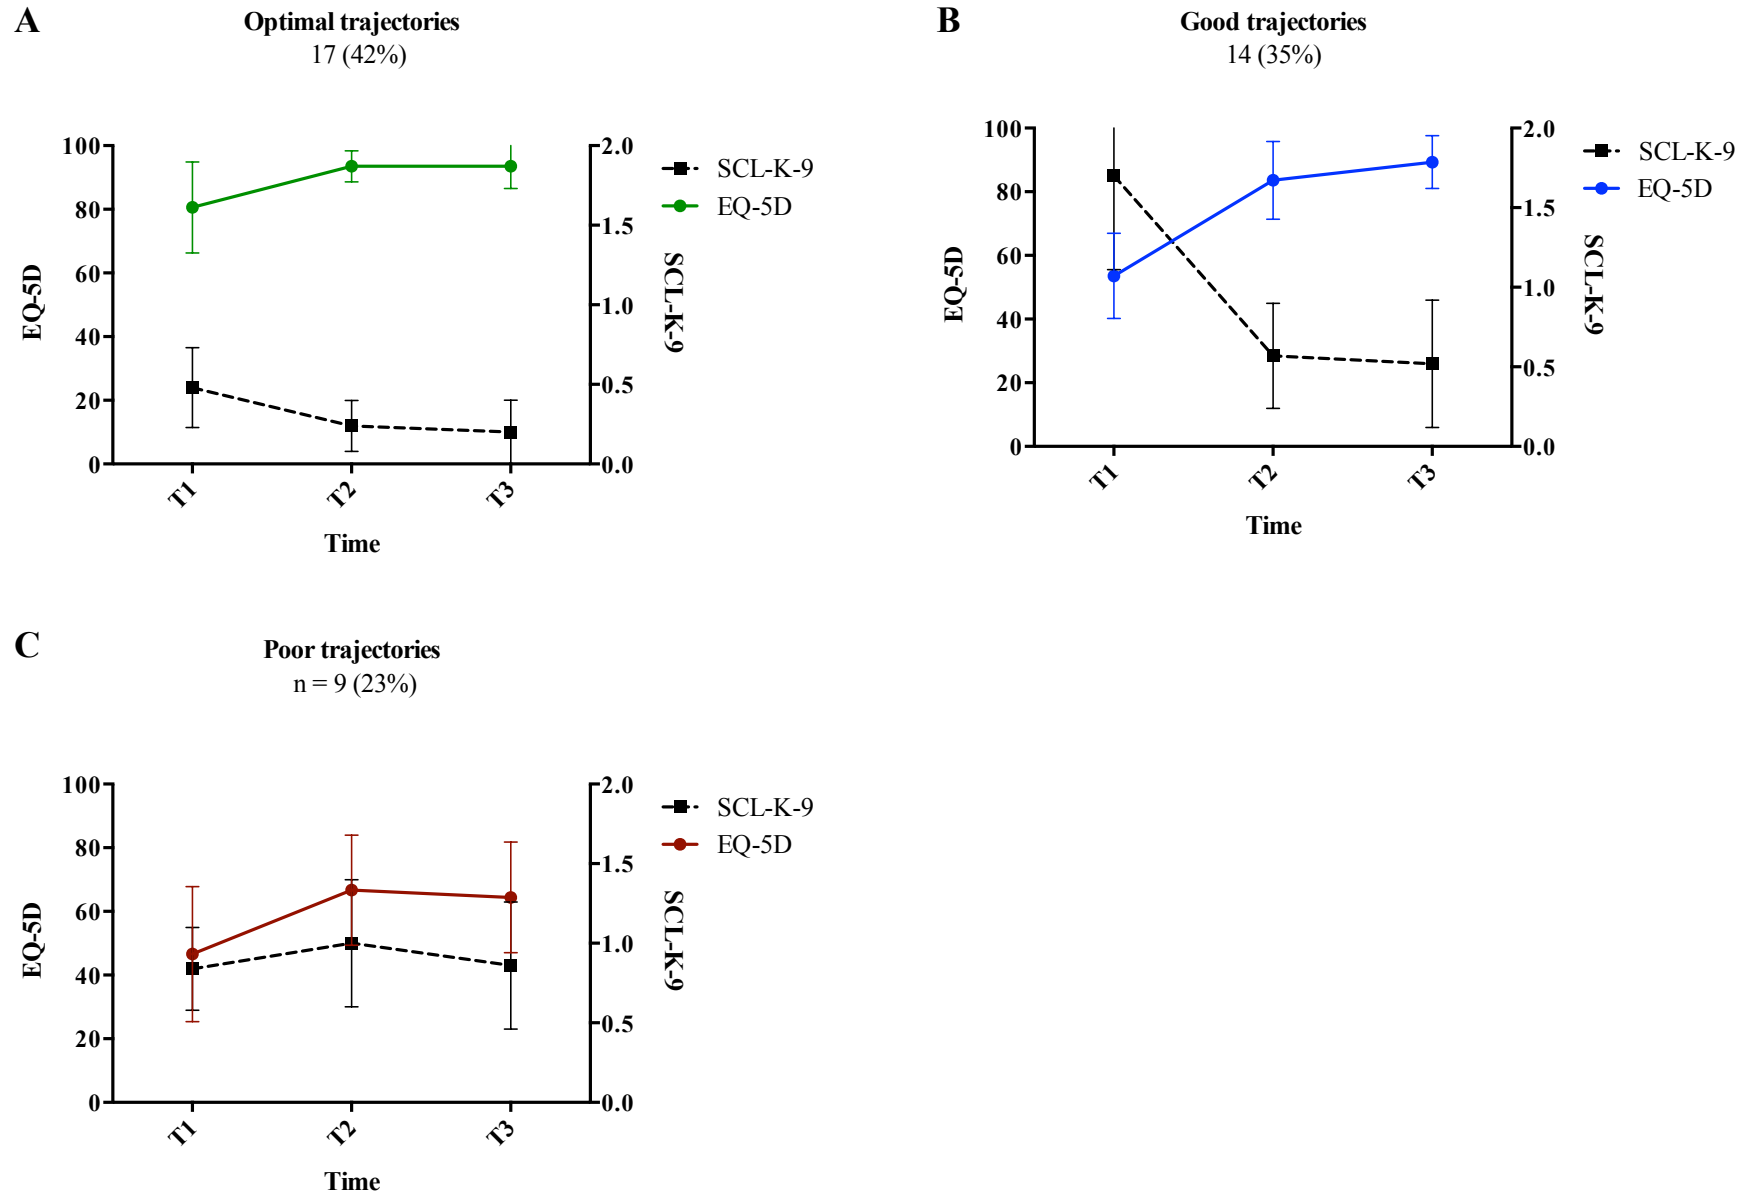 A
Optimal trajectories
17 (42%)
100
80
60
40
20
0
EQ-5D
2.0
1.5
1.0
0.5
0.0
SCL-K-9
SCL-K-9
EQ-5D
T1
T2
T3
Time
B
Good trajectories
14 (35%)
100
80
60
40
20
0
EQ-5D
2.0
1.5
1.0
0.5
0.0
SCL-K-9
SCL-K-9
EQ-5D
T1
T2
T3
Time
C
Poor trajectories
n = 9 (23%)
100
80
60
40
20
0
EQ-5D
2.0
1.5
1.0
0.5
0.0
SCL-K-9
SCL-K-9
EQ-5D
T1
T2
T3
Time